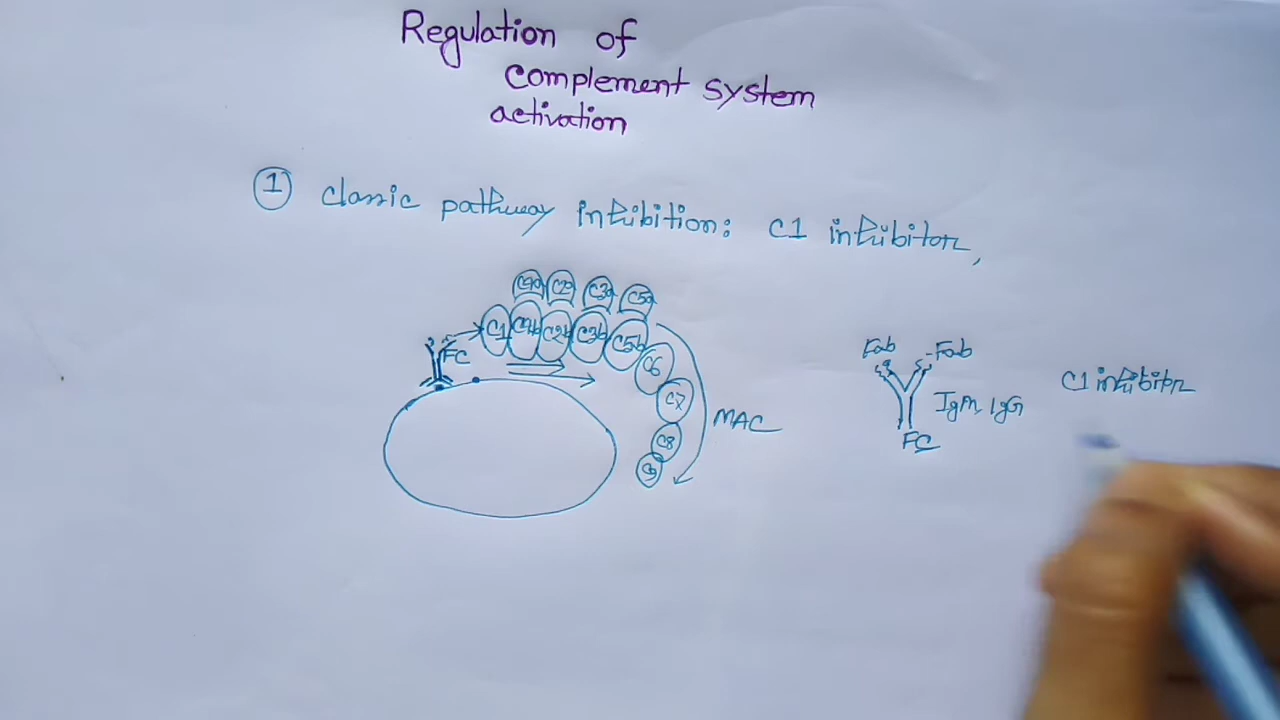 Regulation of
complement system
activation
① classic pathway inhibition: C1 inhibitor,
C4a C2a C3a C5a
C1 C4b C2b C3b C5b
FC
C6
C7
C8
C9
MAC
Fab -Fab
IgM, IgG
FC
C1 inhibitor